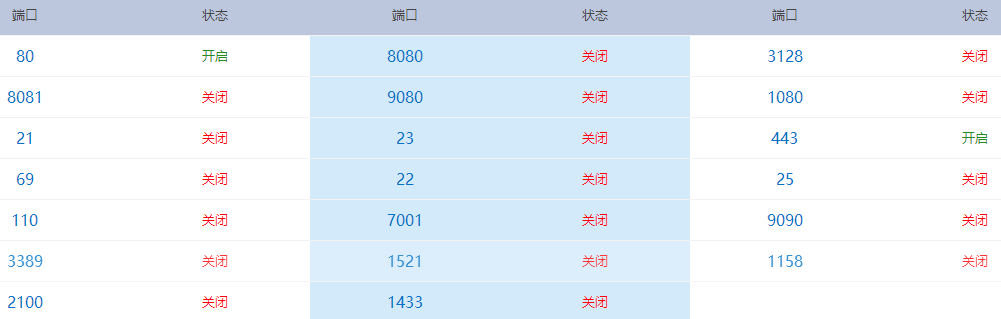 端口 状态 端口 状态 端口 状态
80 开启 8080 关闭 3128 关闭
8081 关闭 9080 关闭 1080 关闭
21 关闭 23 关闭 443 开启
69 关闭 22 关闭 25 关闭
110 关闭 7001 关闭 9090 关闭
3389 关闭 1521 关闭 1158 关闭
2100 关闭 1433 关闭